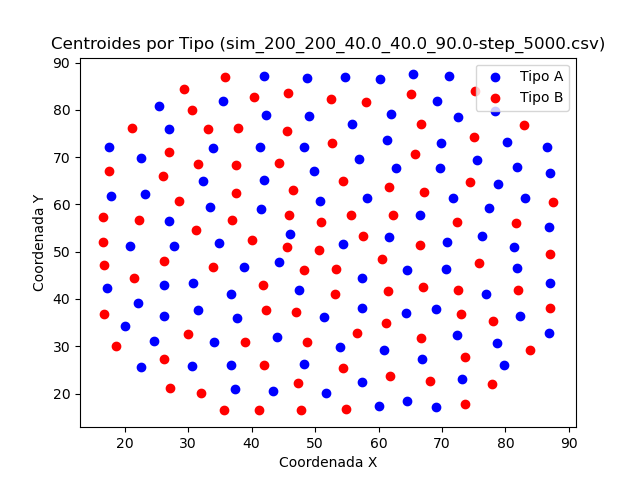 Centroides por Tipo (sim_200_200_40.0_40.0_90.0-step_5000.csv)
Tipo A
Tipo B
Coordenada Y
90
80
70
60
50
40
30
20
20 30 40 50 60 70 80 90
Coordenada X